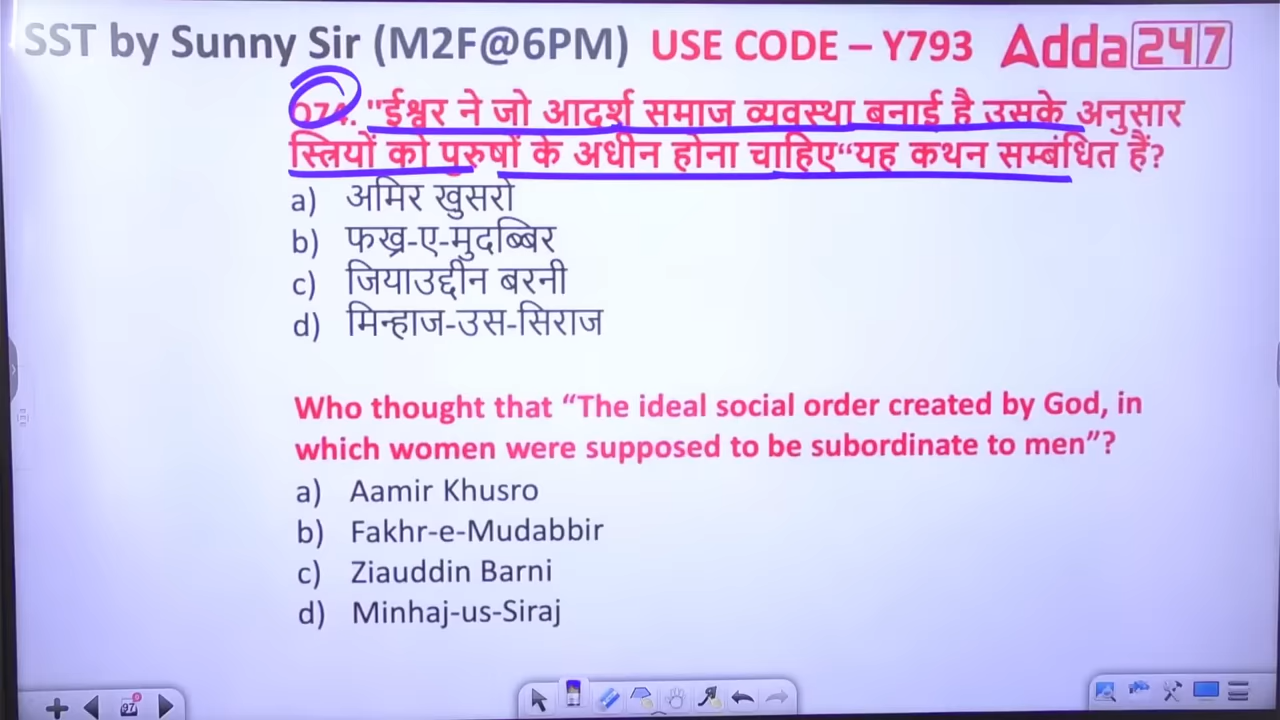 SST by Sunny Sir (M2F@6PM) USE CODE – Y793 Adda247
074. "ईश्वर ने जो आदर्श समाज व्यवस्था बनाई है उसके अनुसार
स्त्रियों को पुरुषों के अधीन होना चाहिए“यह कथन सम्बंधित हैं?
a) अमिर खुसरो
b) फख्र-ए-मुदब्बिर
c) जियाउद्दीन बरनी
d) मिन्हाज-उस-सिराज
Who thought that “The ideal social order created by God, in
which women were supposed to be subordinate to men”?
a) Aamir Khusro
b) Fakhr-e-Mudabbir
c) Ziauddin Barni
d) Minhaj-us-Siraj
97